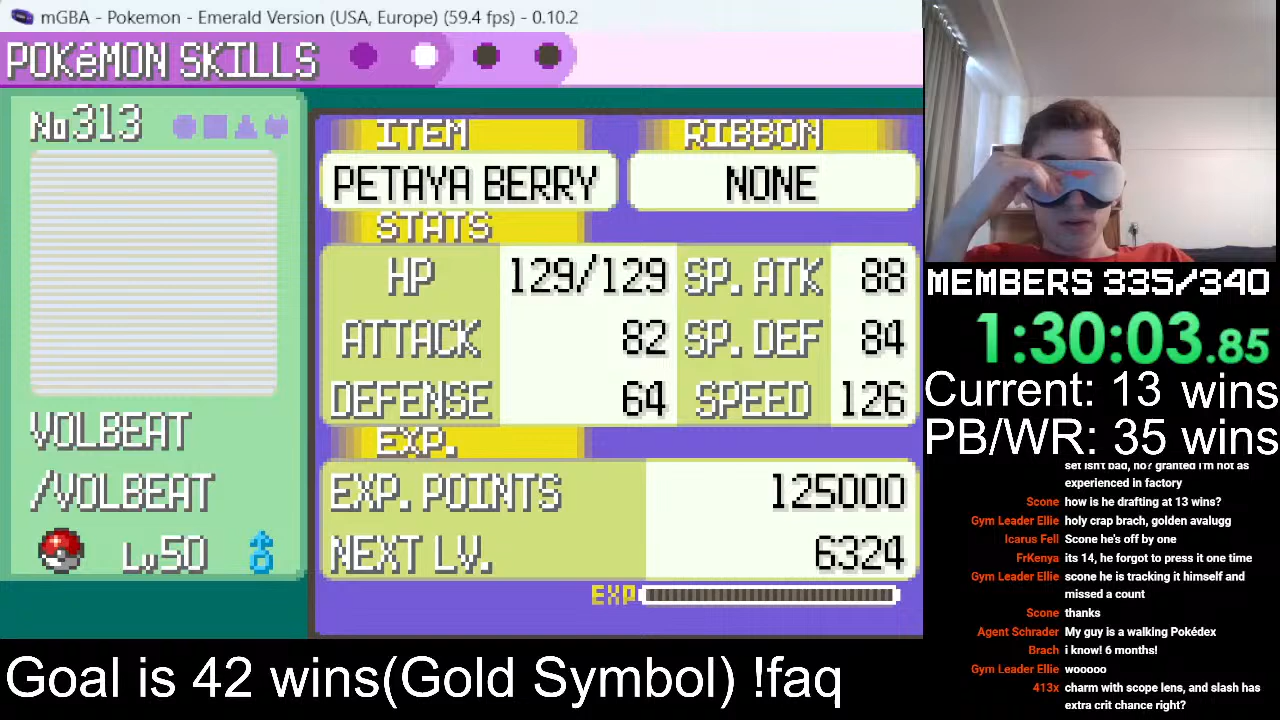 mGBA - Pokemon - Emerald Version (USA, Europe) (59.4 fps) - 0.10.2
POKéMON SKILLS
No313
ITEM RIBBON
PETAYA BERRY NONE
STATS
HP 129/129 SP. ATK 88
ATTACK 82 SP. DEF 84
DEFENSE 64 SPEED 126
VOLBEAT
/VOLBEAT
Lv50 ♂
EXP.
EXP. POINTS 125000
NEXT LV. 6324
EXP
MEMBERS 335/340
1:30:03.85
Current: 13 wins
PB/WR: 35 wins
set isn't bad, no? granted I'm not as
experienced in factory
Scone how is he drafting at 13 wins?
Gym Leader Ellie holy crap brach, golden avalugg
Icarus Fell Scone he's off by one
FrKenya its 14, he forgot to press it one time
Gym Leader Ellie scone he is tracking it himself and
missed a count
Scone thanks
Agent Schrader My guy is a walking Pokédex
Brach i know! 6 months!
Gym Leader Ellie wooooo
413x charm with scope lens, and slash has
extra crit chance right?
Goal is 42 wins(Gold Symbol) !faq